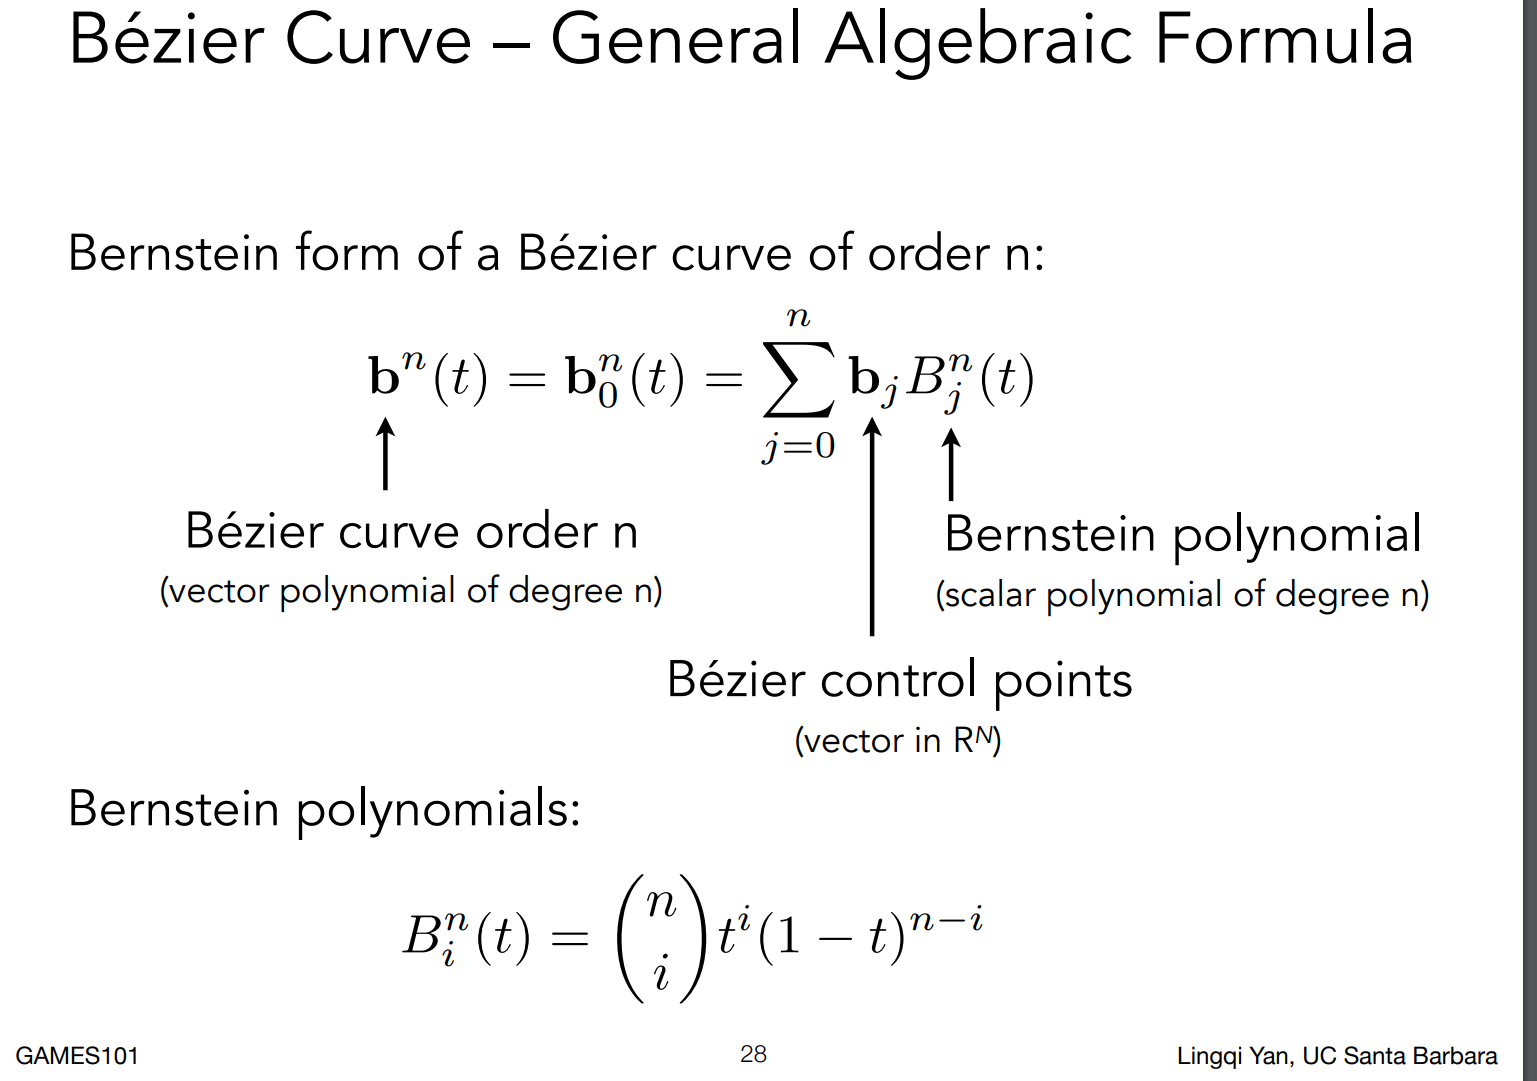 Bézier Curve – General Algebraic Formula
Bernstein form of a Bézier curve of order n:
$\mathbf{b}^n(t) = \mathbf{b}_0^n(t) = \sum_{j=0}^{n} \mathbf{b}_j B_j^n(t)$
Bézier curve order n
(vector polynomial of degree n)
Bernstein polynomial
(scalar polynomial of degree n)
Bézier control points
(vector in Rᴺ)
Bernstein polynomials:
$B_i^n(t) = \binom{n}{i} t^i (1 - t)^{n-i}$
GAMES101
28
Lingqi Yan, UC Santa Barbara